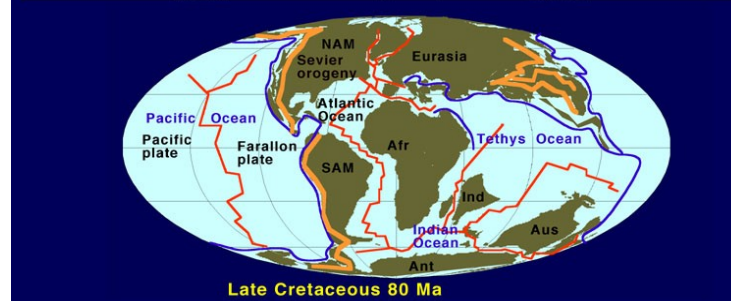 NAM
Sevier
orogeny
Eurasia
Atlantic
Ocean
Pacific Ocean
Pacific
plate
Farallon
plate
Afr
Tethys Ocean
SAM
Ind
Indian
Ocean
Aus
Ant
Late Cretaceous 80 Ma